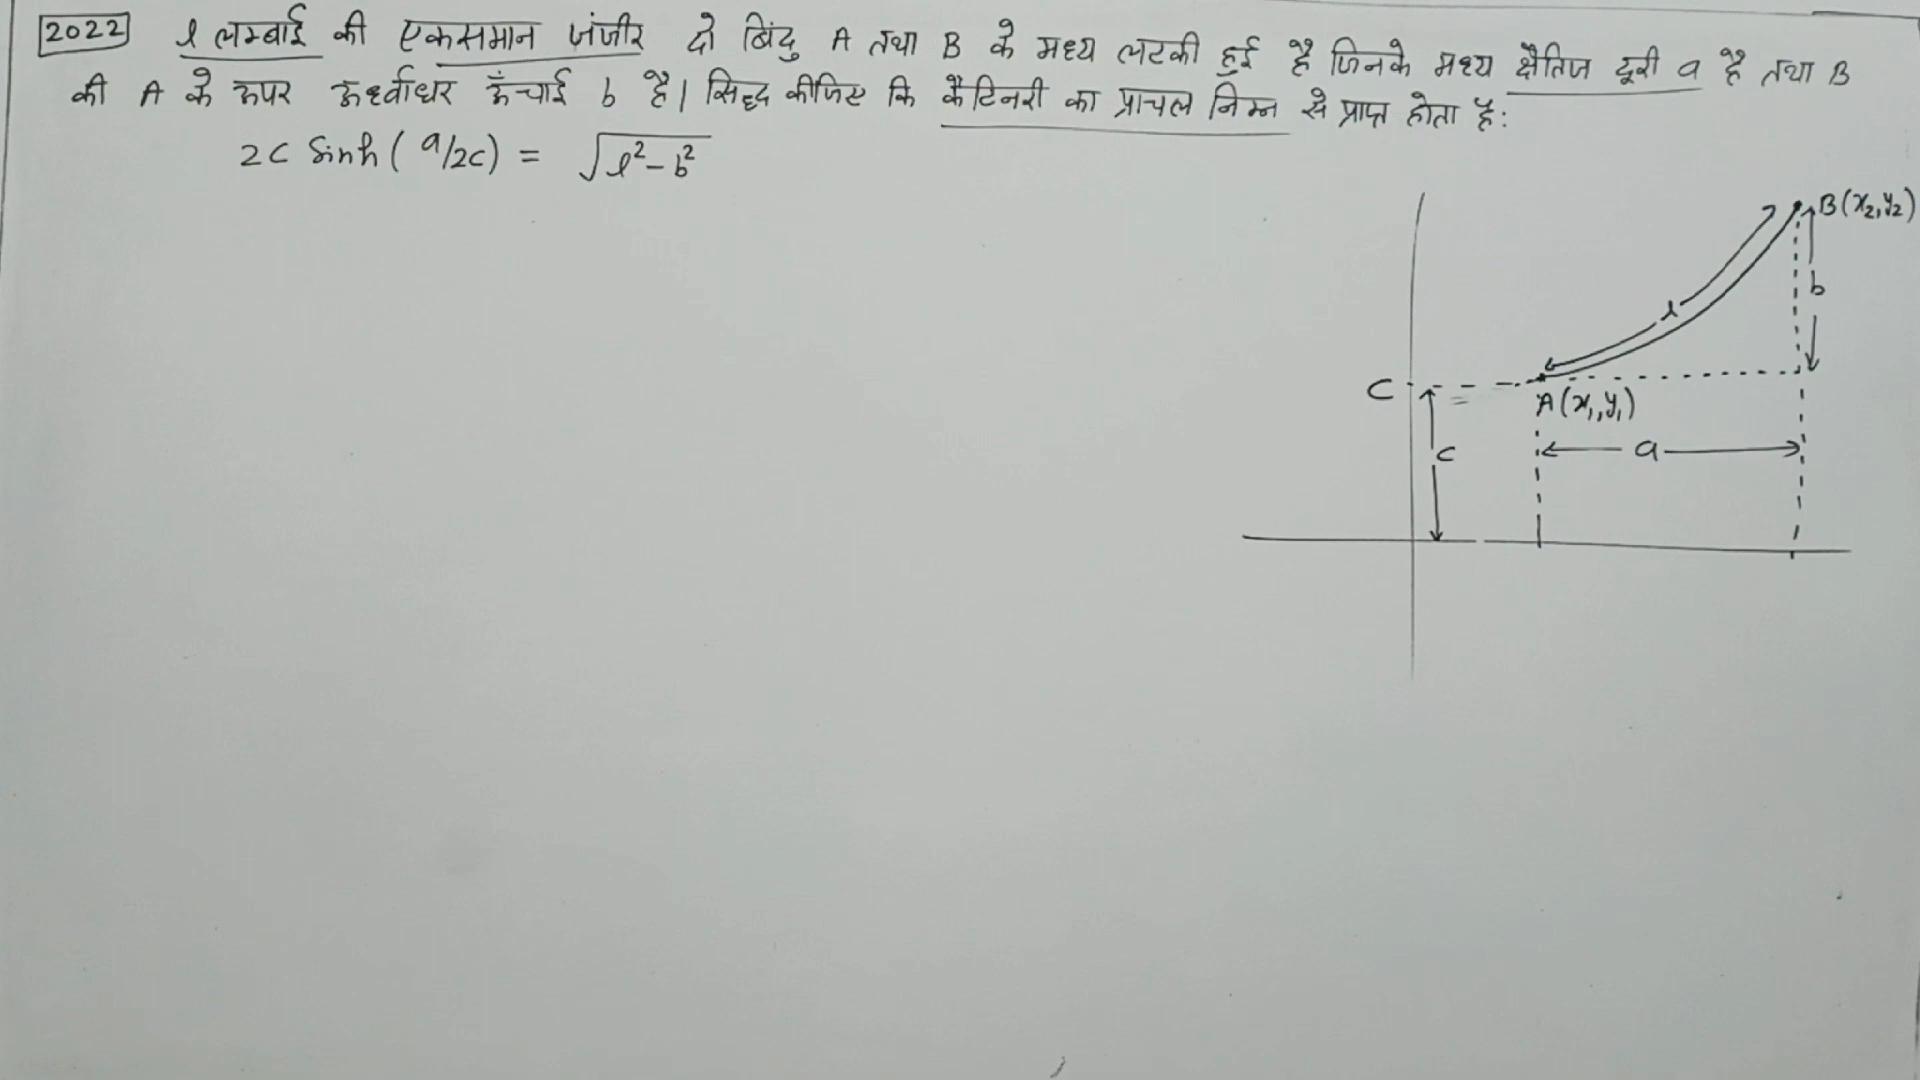 2022 l लम्बाई की एकसमान जंजीर दो बिंदु A तथा B के मध्य लटकी हुई है जिनके मध्य क्षैतिज दूरी a है तथा B
की A के ऊपर ऊर्ध्वाधर ऊँचाई b है। सिद्ध कीजिए कि कैटिनरी का प्राचल निम्न से प्राप्त होता है:
2c Sinh ( a/2c) = √l²-b²
B(x₂,y₂)
b
l
C
A(x₁,y₁)
c
a